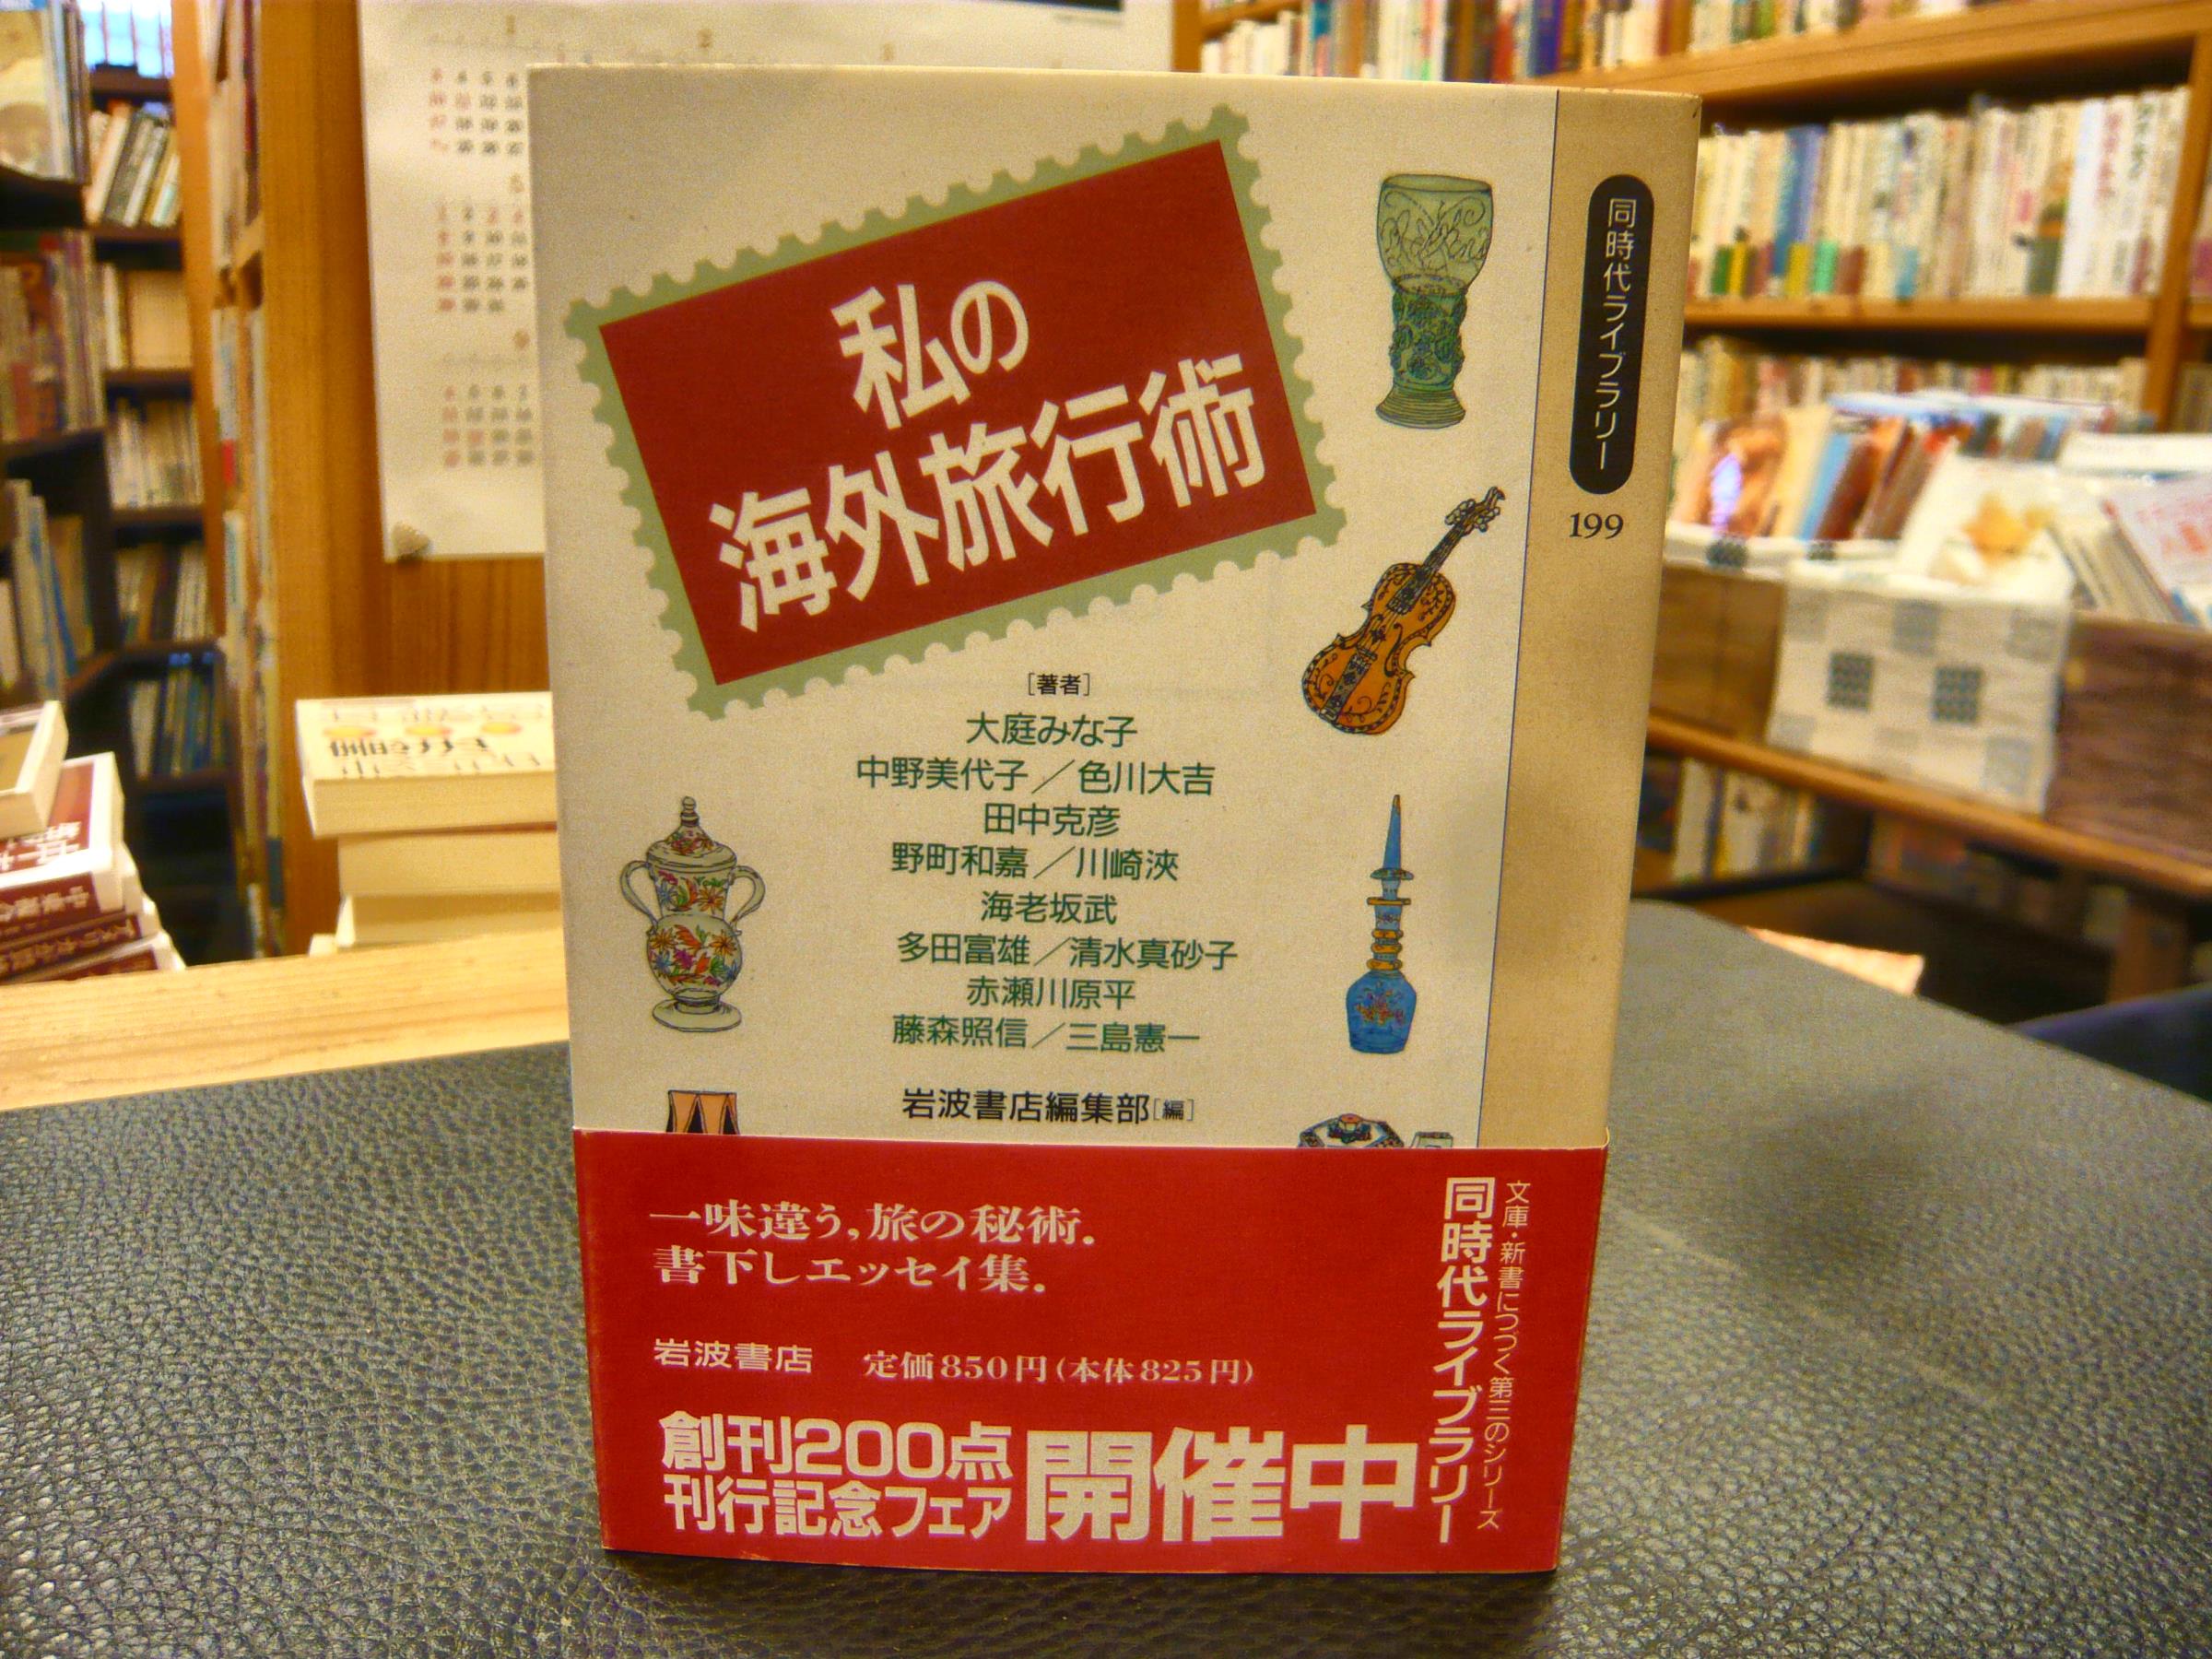 私の
海外旅行術
[著者]
大庭みな子
中野美代子／色川大吉
田中克彦
野町和嘉／川崎浹
海老坂武
多田富雄／清水真砂子
赤瀬川原平
藤森照信／三島憲一
岩波書店編集部[編]
同時代ライブラリー
199
一味違う,旅の秘術.
書下しエッセイ集.
岩波書店 定価850円(本体825円)
創刊200点
刊行記念フェア
開催中
文庫・新書につづく第三のシリーズ
同時代ライブラリー